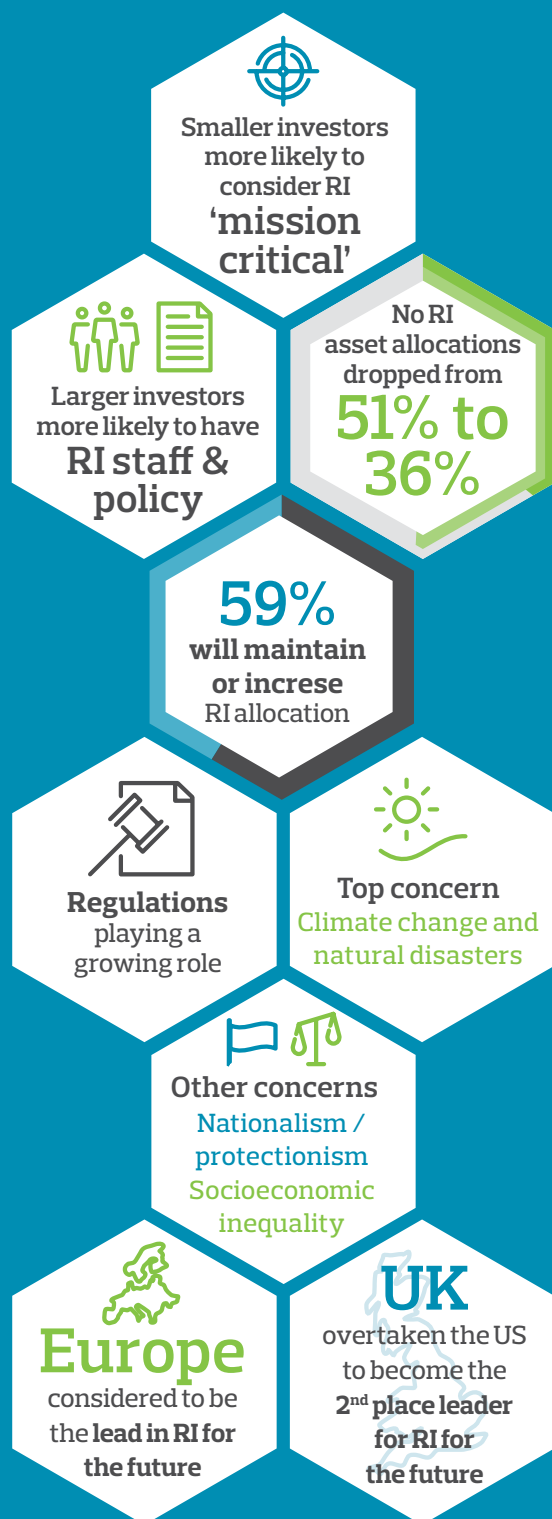 Smaller investors
more likely to
consider RI
‘mission
critical’
Larger investors
more likely to have
RI staff &
policy
No RI
asset allocations
dropped from
51% to
36%
59%
will maintain
or increse
RI allocation
Regulations
playing a
growing role
Top concern
Climate change and
natural disasters
Other concerns
Nationalism /
protectionism
Socioeconomic
inequality
Europe
considered to be
the lead in RI for
the future
UK
overtaken the US
to become the
2nd place leader
for RI for
the future